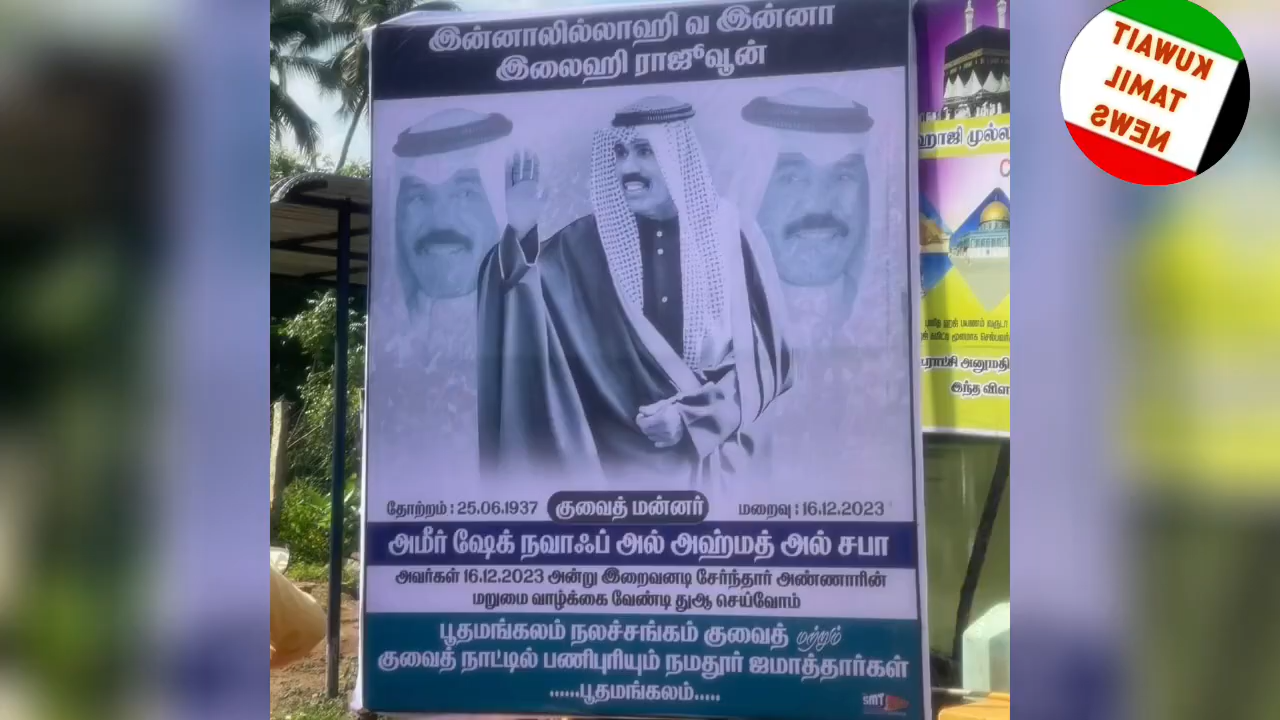 இன்னாலில்லாஹி வ இன்னா
இலைஹி ராஜூவூன்
தோற்றம் : 25.06.1937
குவைத் மன்னர்
மறைவு : 16.12.2023
அமீர் ஷேக் நவாஃப் அல் அஹ்மத் அல் சபா
அவர்கள் 16.12.2023 அன்று இறைவனடி சேர்ந்தார் அண்ணாரின்
மறுமை வாழ்க்கை வேண்டி துஆ செய்வோம்
பூதமங்கலம் நலச்சங்கம் குவைத் மற்றும்
குவைத் நாட்டில் பணிபுரியும் நமதூர் ஜமாத்தார்கள்
......பூதமங்கலம்.....
SMT
KUWAIT
TAMIL
NEWS
ஹாஜி முல்லா
இந்த விள